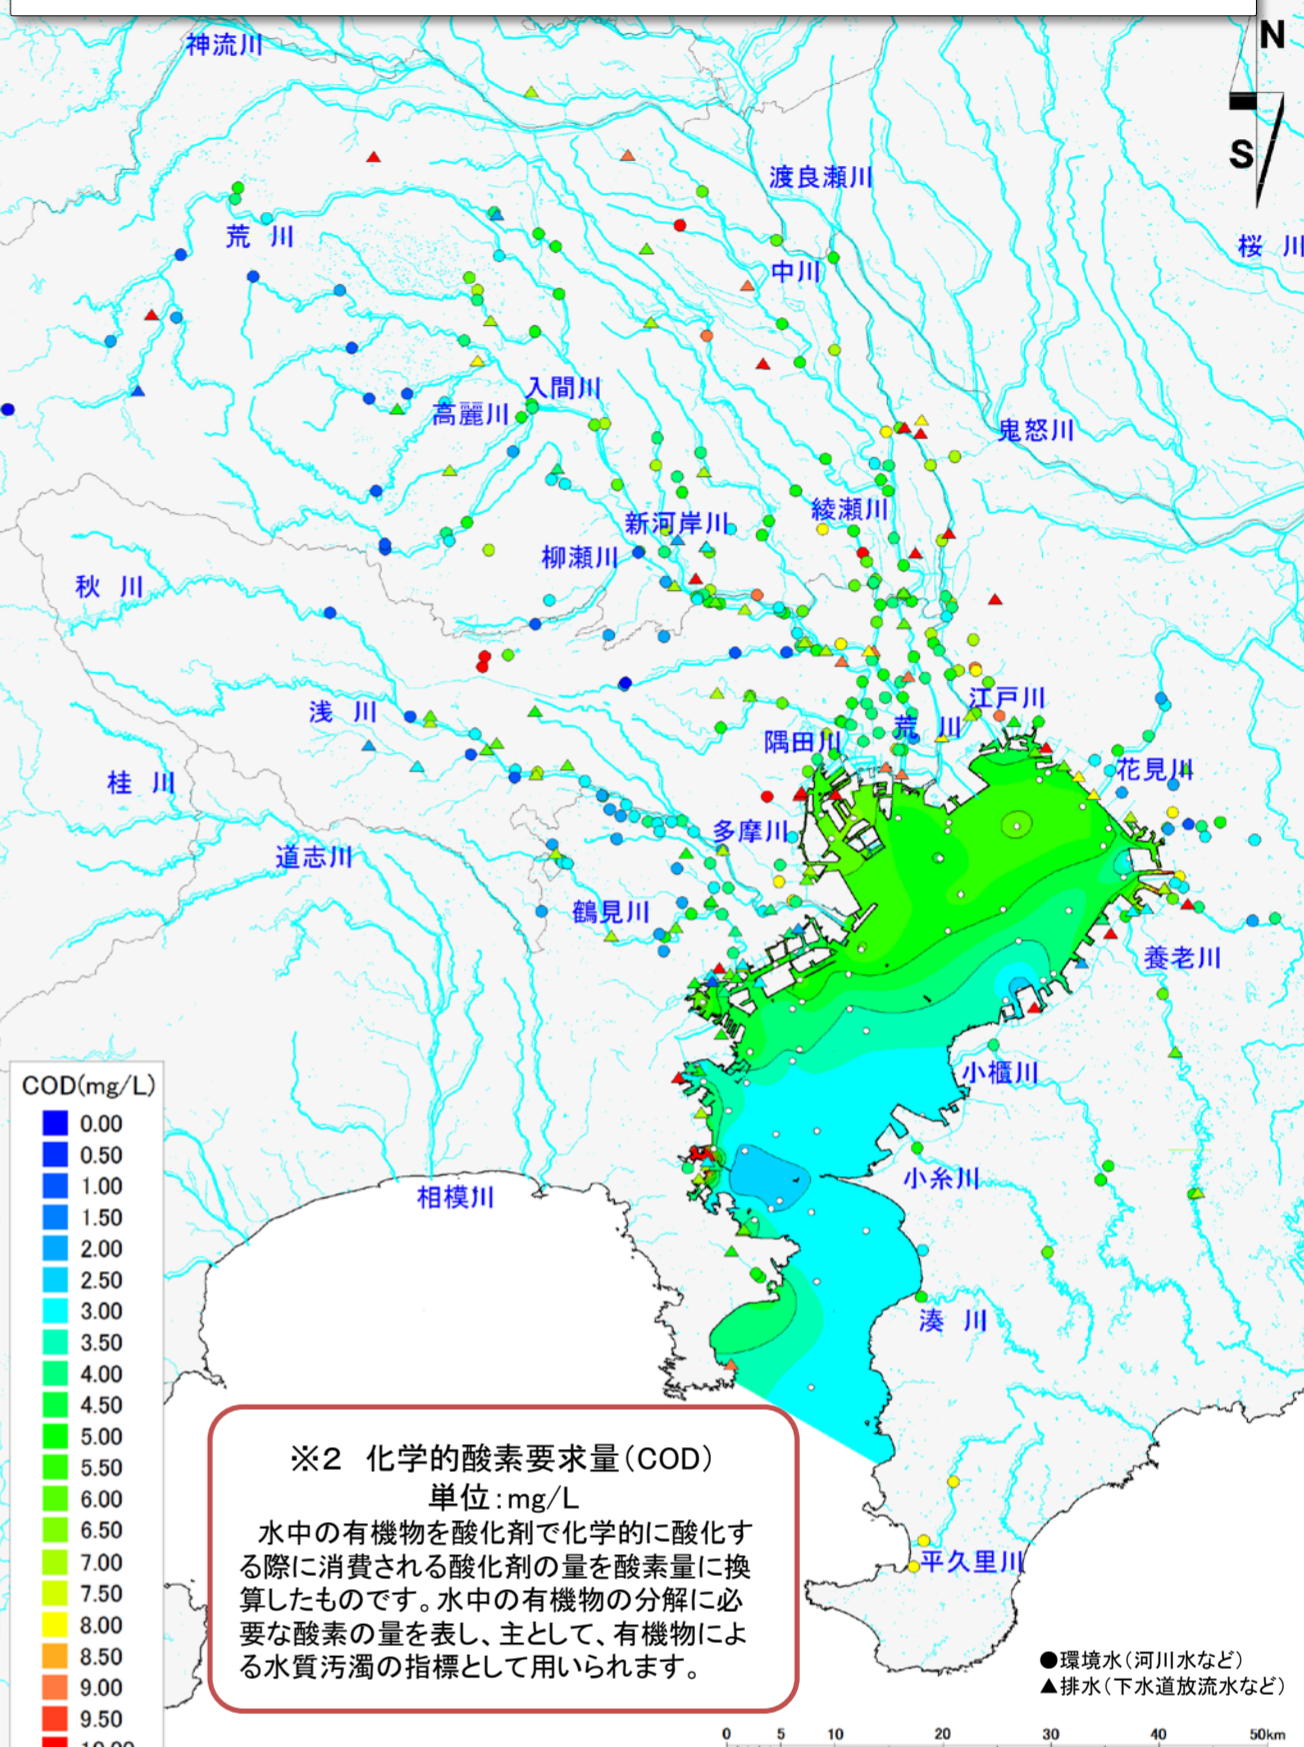 N
S
神流川
渡良瀬川
荒 川
桜 川
中川
入間川
高麗川
鬼怒川
綾瀬川
新河岸川
柳瀬川
秋 川
江戸川
浅 川
荒 川
隅田川
花見川
桂 川
多摩川
道志川
鶴見川
養老川
小櫃川
小糸川
相模川
湊 川
平久里川
COD(mg/L)
0.00
0.50
1.00
1.50
2.00
2.50
3.00
3.50
4.00
4.50
5.00
5.50
6.00
6.50
7.00
7.50
8.00
8.50
9.00
9.50
10.00
※2 化学的酸素要求量(COD)
単位:mg/L
水中の有機物を酸化剤で化学的に酸化す
る際に消費される酸化剤の量を酸素量に換
算したものです。水中の有機物の分解に必
要な酸素の量を表し、主として、有機物によ
る水質汚濁の指標として用いられます。
●環境水(河川水など)
▲排水(下水道放流水など)
0 5 10 20 30 40 50km